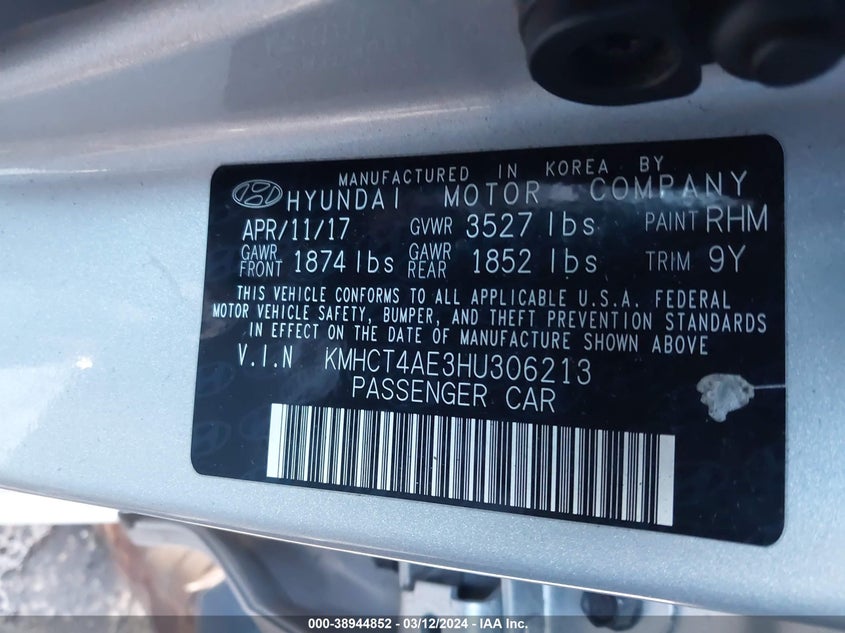 MANUFACTURED IN KOREA BY
HYUNDAI MOTOR COMPANY
APR/11/17 GVWR 3527 lbs PAINT RHM
GAWR FRONT 1874 lbs GAWR REAR 1852 lbs TRIM 9Y
THIS VEHICLE CONFORMS TO ALL APPLICABLE U.S.A. FEDERAL
MOTOR VEHICLE SAFETY, BUMPER, AND THEFT PREVENTION STANDARDS
IN EFFECT ON THE DATE OF MANUFACTURE SHOWN ABOVE
V.I.N KMHCT4AE3HU306213
PASSENGER CAR
000-38944852 - 03/12/2024 - IAA Inc.